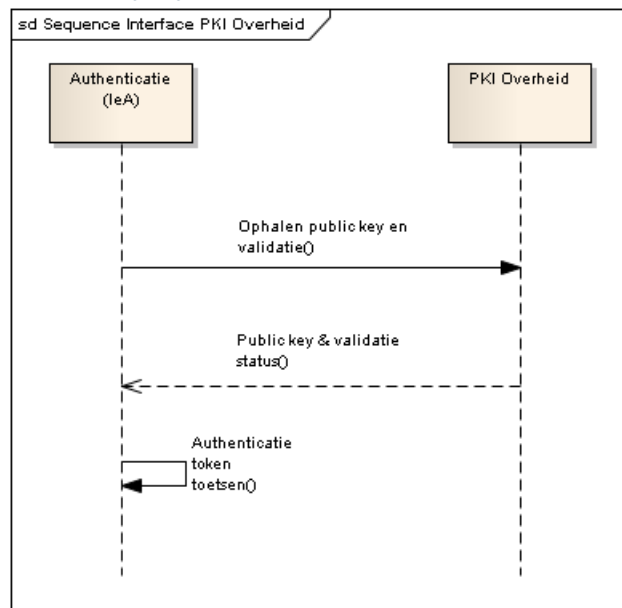 sd Sequence Interface PKI Overheid
Authenticatie
(IeA)
PKI Overheid
Ophalen public key en
validatie()
Public key & validatie
status()
Authenticatie
token
toetsen()